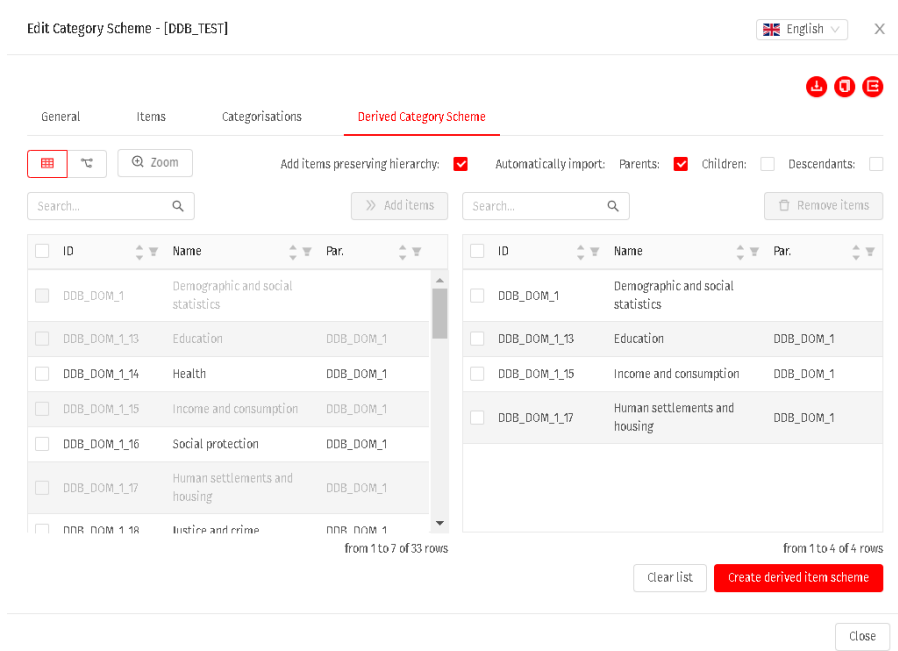 Edit Category Scheme - [DDB_TEST]
English
General Items Categorisations Derived Category Scheme
Zoom Add items preserving hierarchy: Automatically import: Parents: Children: Descendants:
Search... Add items Search... Remove items
ID Name Par. ID Name Par.
DDB_DOM_1 Demographic and social statistics
DDB_DOM_1_13 Education DDB_DOM_1
DDB_DOM_1_14 Health DDB_DOM_1
DDB_DOM_1_15 Income and consumption DDB_DOM_1
DDB_DOM_1_16 Social protection DDB_DOM_1
DDB_DOM_1_17 Human settlements and housing DDB_DOM_1
DDB_DOM_1_18 Justice and crime DDB_DOM_1
from 1 to 7 of 33 rows
DDB_DOM_1 Demographic and social statistics
DDB_DOM_1_13 Education DDB_DOM_1
DDB_DOM_1_15 Income and consumption DDB_DOM_1
DDB_DOM_1_17 Human settlements and housing DDB_DOM_1
from 1 to 4 of 4 rows
Clear list Create derived item scheme
Close